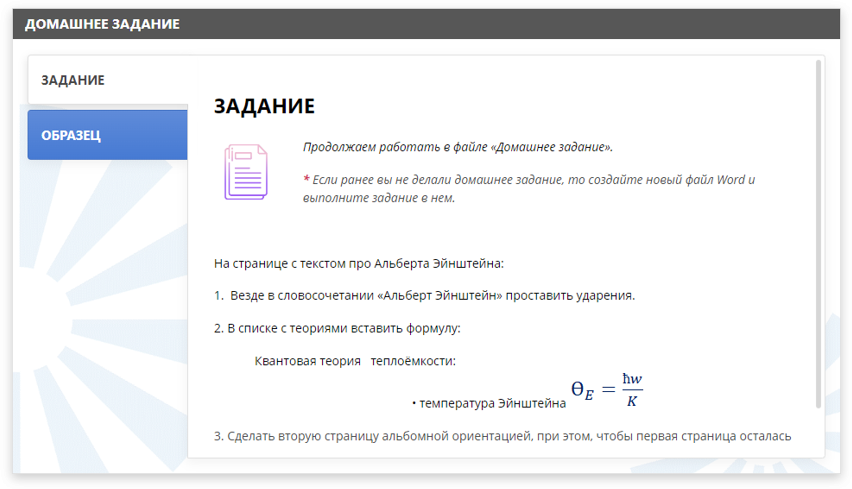 ДОМАШНЕЕ ЗАДАНИЕ
ЗАДАНИЕ
ОБРАЗЕЦ
ЗАДАНИЕ
Продолжаем работать в файле «Домашнее задание».
* Если ранее вы не делали домашнее задание, то создайте новый файл Word и
выполните задание в нем.
На странице с текстом про Альберта Эйнштейна:
1. Везде в словосочетании «Альберт Эйнштейн» проставить ударения.
2. В списке с теориями вставить формулу:
Квантовая теория теплоёмкости:
• температура Эйнштейна Ɵ_E = ħw/K
3. Сделать вторую страницу альбомной ориентацией, при этом, чтобы первая страница осталась